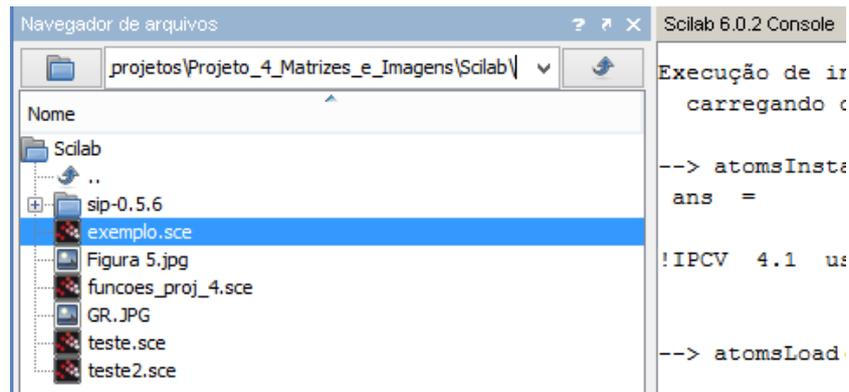 Navegador de arquivos
projetos\Projeto_4_Matrizes_e_Imagens\Scilab\
Nome
Scilab
..
sip-0.5.6
exemplo.sce
Figura 5.jpg
funcoes_proj_4.sce
GR.JPG
teste.sce
teste2.sce
Scilab 6.0.2 Console
Execução de
carregando
--> atomsInsta
ans =
!IPCV 4.1 us
--> atomsLoad